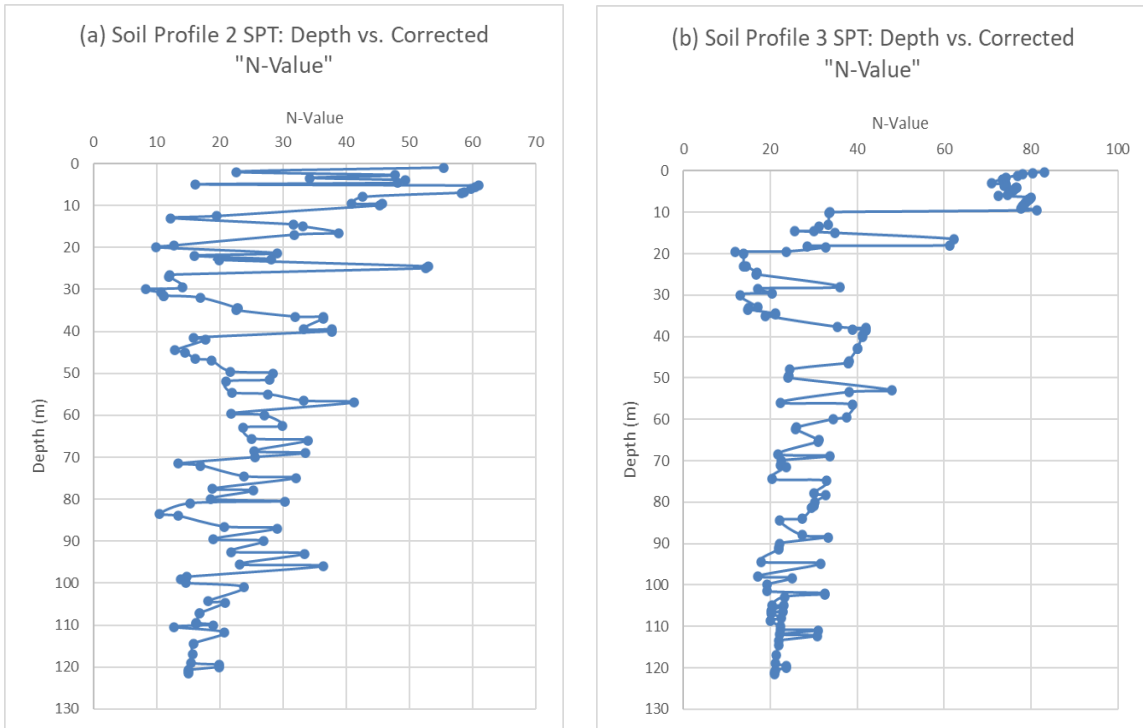 (a) Soil Profile 2 SPT: Depth vs. Corrected
"N-Value"
N-Value
0 10 20 30 40 50 60 70
0
10
20
30
40
50
60
70
80
90
100
110
120
130
Depth (m)
(b) Soil Profile 3 SPT: Depth vs. Corrected
"N-Value"
N-Value
0 20 40 60 80 100
0
10
20
30
40
50
60
70
80
90
100
110
120
130
Depth (m)